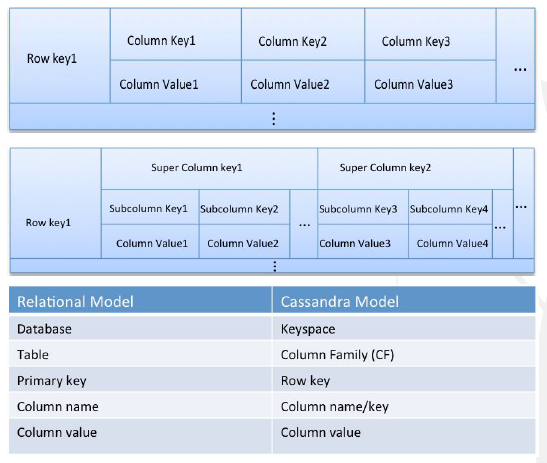 Row key1 Column Key1 Column Key2 Column Key3 ...
Column Value1 Column Value2 Column Value3
⋮
Super Column key1 Super Column key2
Row key1 Subcolumn Key1 Subcolumn Key2 ... Subcolumn Key3 Subcolumn Key4 ... ...
Column Value1 Column Value2 Column Value3 Column Value4
⋮
Relational Model Cassandra Model
Database Keyspace
Table Column Family (CF)
Primary key Row key
Column name Column name/key
Column value Column value